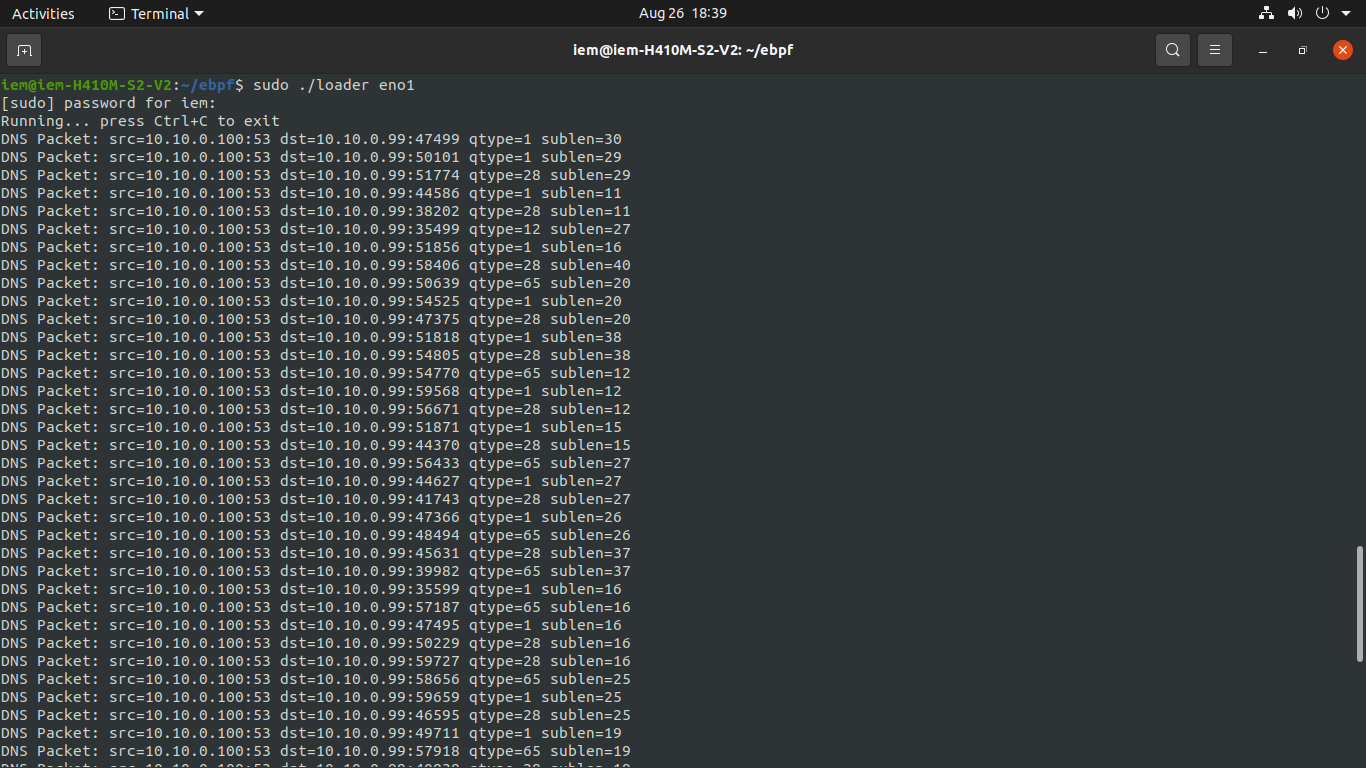 Activities Terminal Aug 26 18:39
iem@iem-H410M-S2-V2: ~/ebpf
iem@iem-H410M-S2-V2:~/ebpf$ sudo ./loader eno1
[sudo] password for iem:
Running... press Ctrl+C to exit
DNS Packet: src=10.10.0.100:53 dst=10.10.0.99:47499 qtype=1 sublen=30
DNS Packet: src=10.10.0.100:53 dst=10.10.0.99:50101 qtype=1 sublen=29
DNS Packet: src=10.10.0.100:53 dst=10.10.0.99:51774 qtype=28 sublen=29
DNS Packet: src=10.10.0.100:53 dst=10.10.0.99:44586 qtype=1 sublen=11
DNS Packet: src=10.10.0.100:53 dst=10.10.0.99:38202 qtype=28 sublen=11
DNS Packet: src=10.10.0.100:53 dst=10.10.0.99:35499 qtype=12 sublen=27
DNS Packet: src=10.10.0.100:53 dst=10.10.0.99:51856 qtype=1 sublen=16
DNS Packet: src=10.10.0.100:53 dst=10.10.0.99:58406 qtype=28 sublen=40
DNS Packet: src=10.10.0.100:53 dst=10.10.0.99:50639 qtype=65 sublen=20
DNS Packet: src=10.10.0.100:53 dst=10.10.0.99:54525 qtype=1 sublen=20
DNS Packet: src=10.10.0.100:53 dst=10.10.0.99:47375 qtype=28 sublen=20
DNS Packet: src=10.10.0.100:53 dst=10.10.0.99:51818 qtype=1 sublen=38
DNS Packet: src=10.10.0.100:53 dst=10.10.0.99:54805 qtype=28 sublen=38
DNS Packet: src=10.10.0.100:53 dst=10.10.0.99:54770 qtype=65 sublen=12
DNS Packet: src=10.10.0.100:53 dst=10.10.0.99:59568 qtype=1 sublen=12
DNS Packet: src=10.10.0.100:53 dst=10.10.0.99:56671 qtype=28 sublen=12
DNS Packet: src=10.10.0.100:53 dst=10.10.0.99:51871 qtype=1 sublen=15
DNS Packet: src=10.10.0.100:53 dst=10.10.0.99:44370 qtype=28 sublen=15
DNS Packet: src=10.10.0.100:53 dst=10.10.0.99:56433 qtype=65 sublen=27
DNS Packet: src=10.10.0.100:53 dst=10.10.0.99:44627 qtype=1 sublen=27
DNS Packet: src=10.10.0.100:53 dst=10.10.0.99:41743 qtype=28 sublen=27
DNS Packet: src=10.10.0.100:53 dst=10.10.0.99:47366 qtype=1 sublen=26
DNS Packet: src=10.10.0.100:53 dst=10.10.0.99:48494 qtype=65 sublen=26
DNS Packet: src=10.10.0.100:53 dst=10.10.0.99:45631 qtype=28 sublen=37
DNS Packet: src=10.10.0.100:53 dst=10.10.0.99:39982 qtype=65 sublen=37
DNS Packet: src=10.10.0.100:53 dst=10.10.0.99:35599 qtype=1 sublen=16
DNS Packet: src=10.10.0.100:53 dst=10.10.0.99:57187 qtype=65 sublen=16
DNS Packet: src=10.10.0.100:53 dst=10.10.0.99:47495 qtype=1 sublen=16
DNS Packet: src=10.10.0.100:53 dst=10.10.0.99:50229 qtype=28 sublen=16
DNS Packet: src=10.10.0.100:53 dst=10.10.0.99:59727 qtype=28 sublen=16
DNS Packet: src=10.10.0.100:53 dst=10.10.0.99:58656 qtype=65 sublen=25
DNS Packet: src=10.10.0.100:53 dst=10.10.0.99:59659 qtype=1 sublen=25
DNS Packet: src=10.10.0.100:53 dst=10.10.0.99:46595 qtype=28 sublen=25
DNS Packet: src=10.10.0.100:53 dst=10.10.0.99:49711 qtype=1 sublen=19
DNS Packet: src=10.10.0.100:53 dst=10.10.0.99:57918 qtype=65 sublen=19